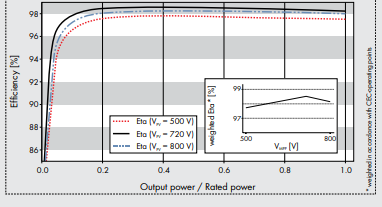 98
96
94
92
90
88
86
Efficiency [%]
Eta (VPV = 500 V)
Eta (VPV = 720 V)
Eta (VPV = 800 V)
weighted Eta * [%]
99
97
500
800
VMPP [V]
0.0
0.2
0.4
0.6
0.8
1.0
Output power / Rated power
* weighted in accordance with CEC-operating points